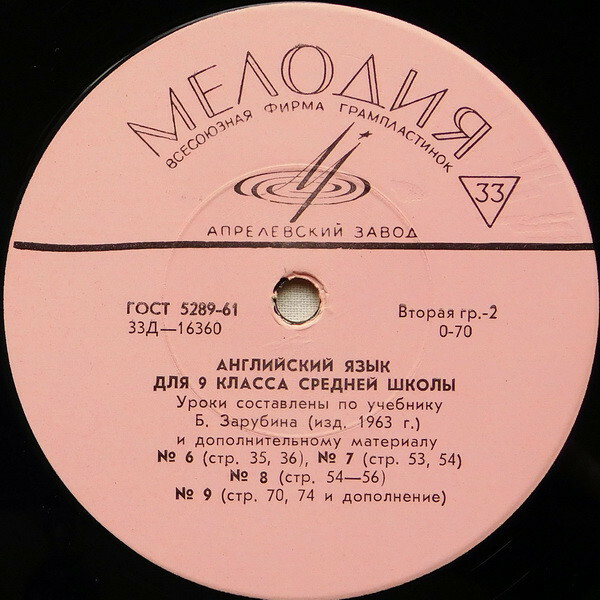 МЕЛОДИЯ
ВСЕСОЮЗНАЯ ФИРМА ГРАМПЛАСТИНОК
33
АПРЕЛЕВСКИЙ ЗАВОД
ГОСТ 5289-61
Вторая гр.-2
33Д—16360
0-70
АНГЛИЙСКИЙ ЯЗЫК
ДЛЯ 9 КЛАССА СРЕДНЕЙ ШКОЛЫ
Уроки составлены по учебнику
Б. Зарубина (изд. 1963 г.)
и дополнительному материалу
№ 6 (стр. 35, 36), № 7 (стр. 53, 54)
№ 8 (стр. 54—56)
№ 9 (стр. 70, 74 и дополнение)